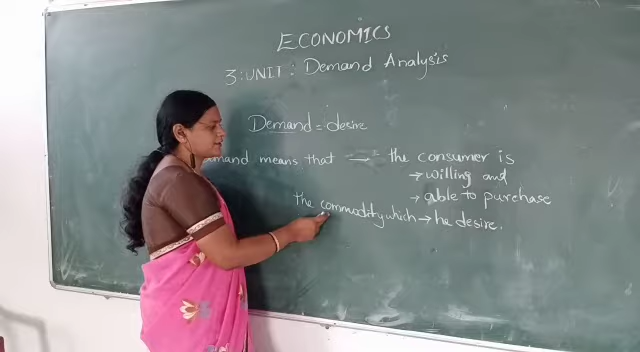 ECONOMICS
3:UNIT: Demand Analysis
Demand = desire
mand means that → the consumer is
→ willing and
→ able to purchase
the commodity which → he desire.